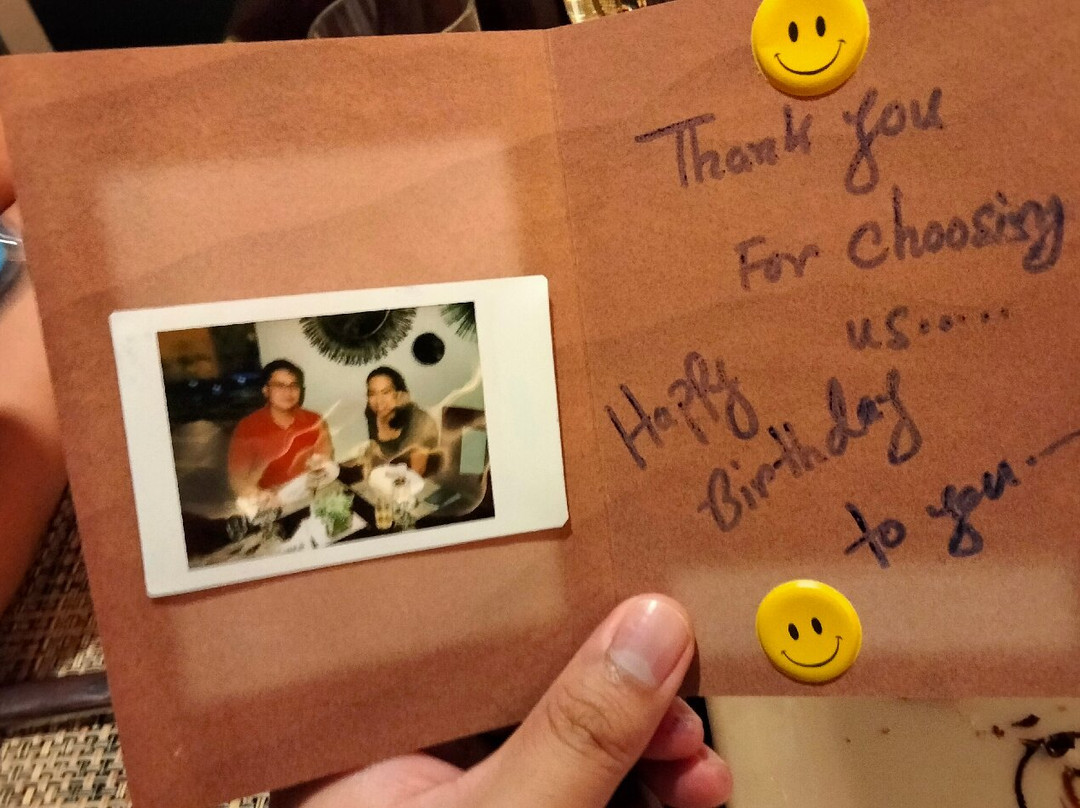 Thank you
For choosing
us.....
Happy
Birthday
to you.